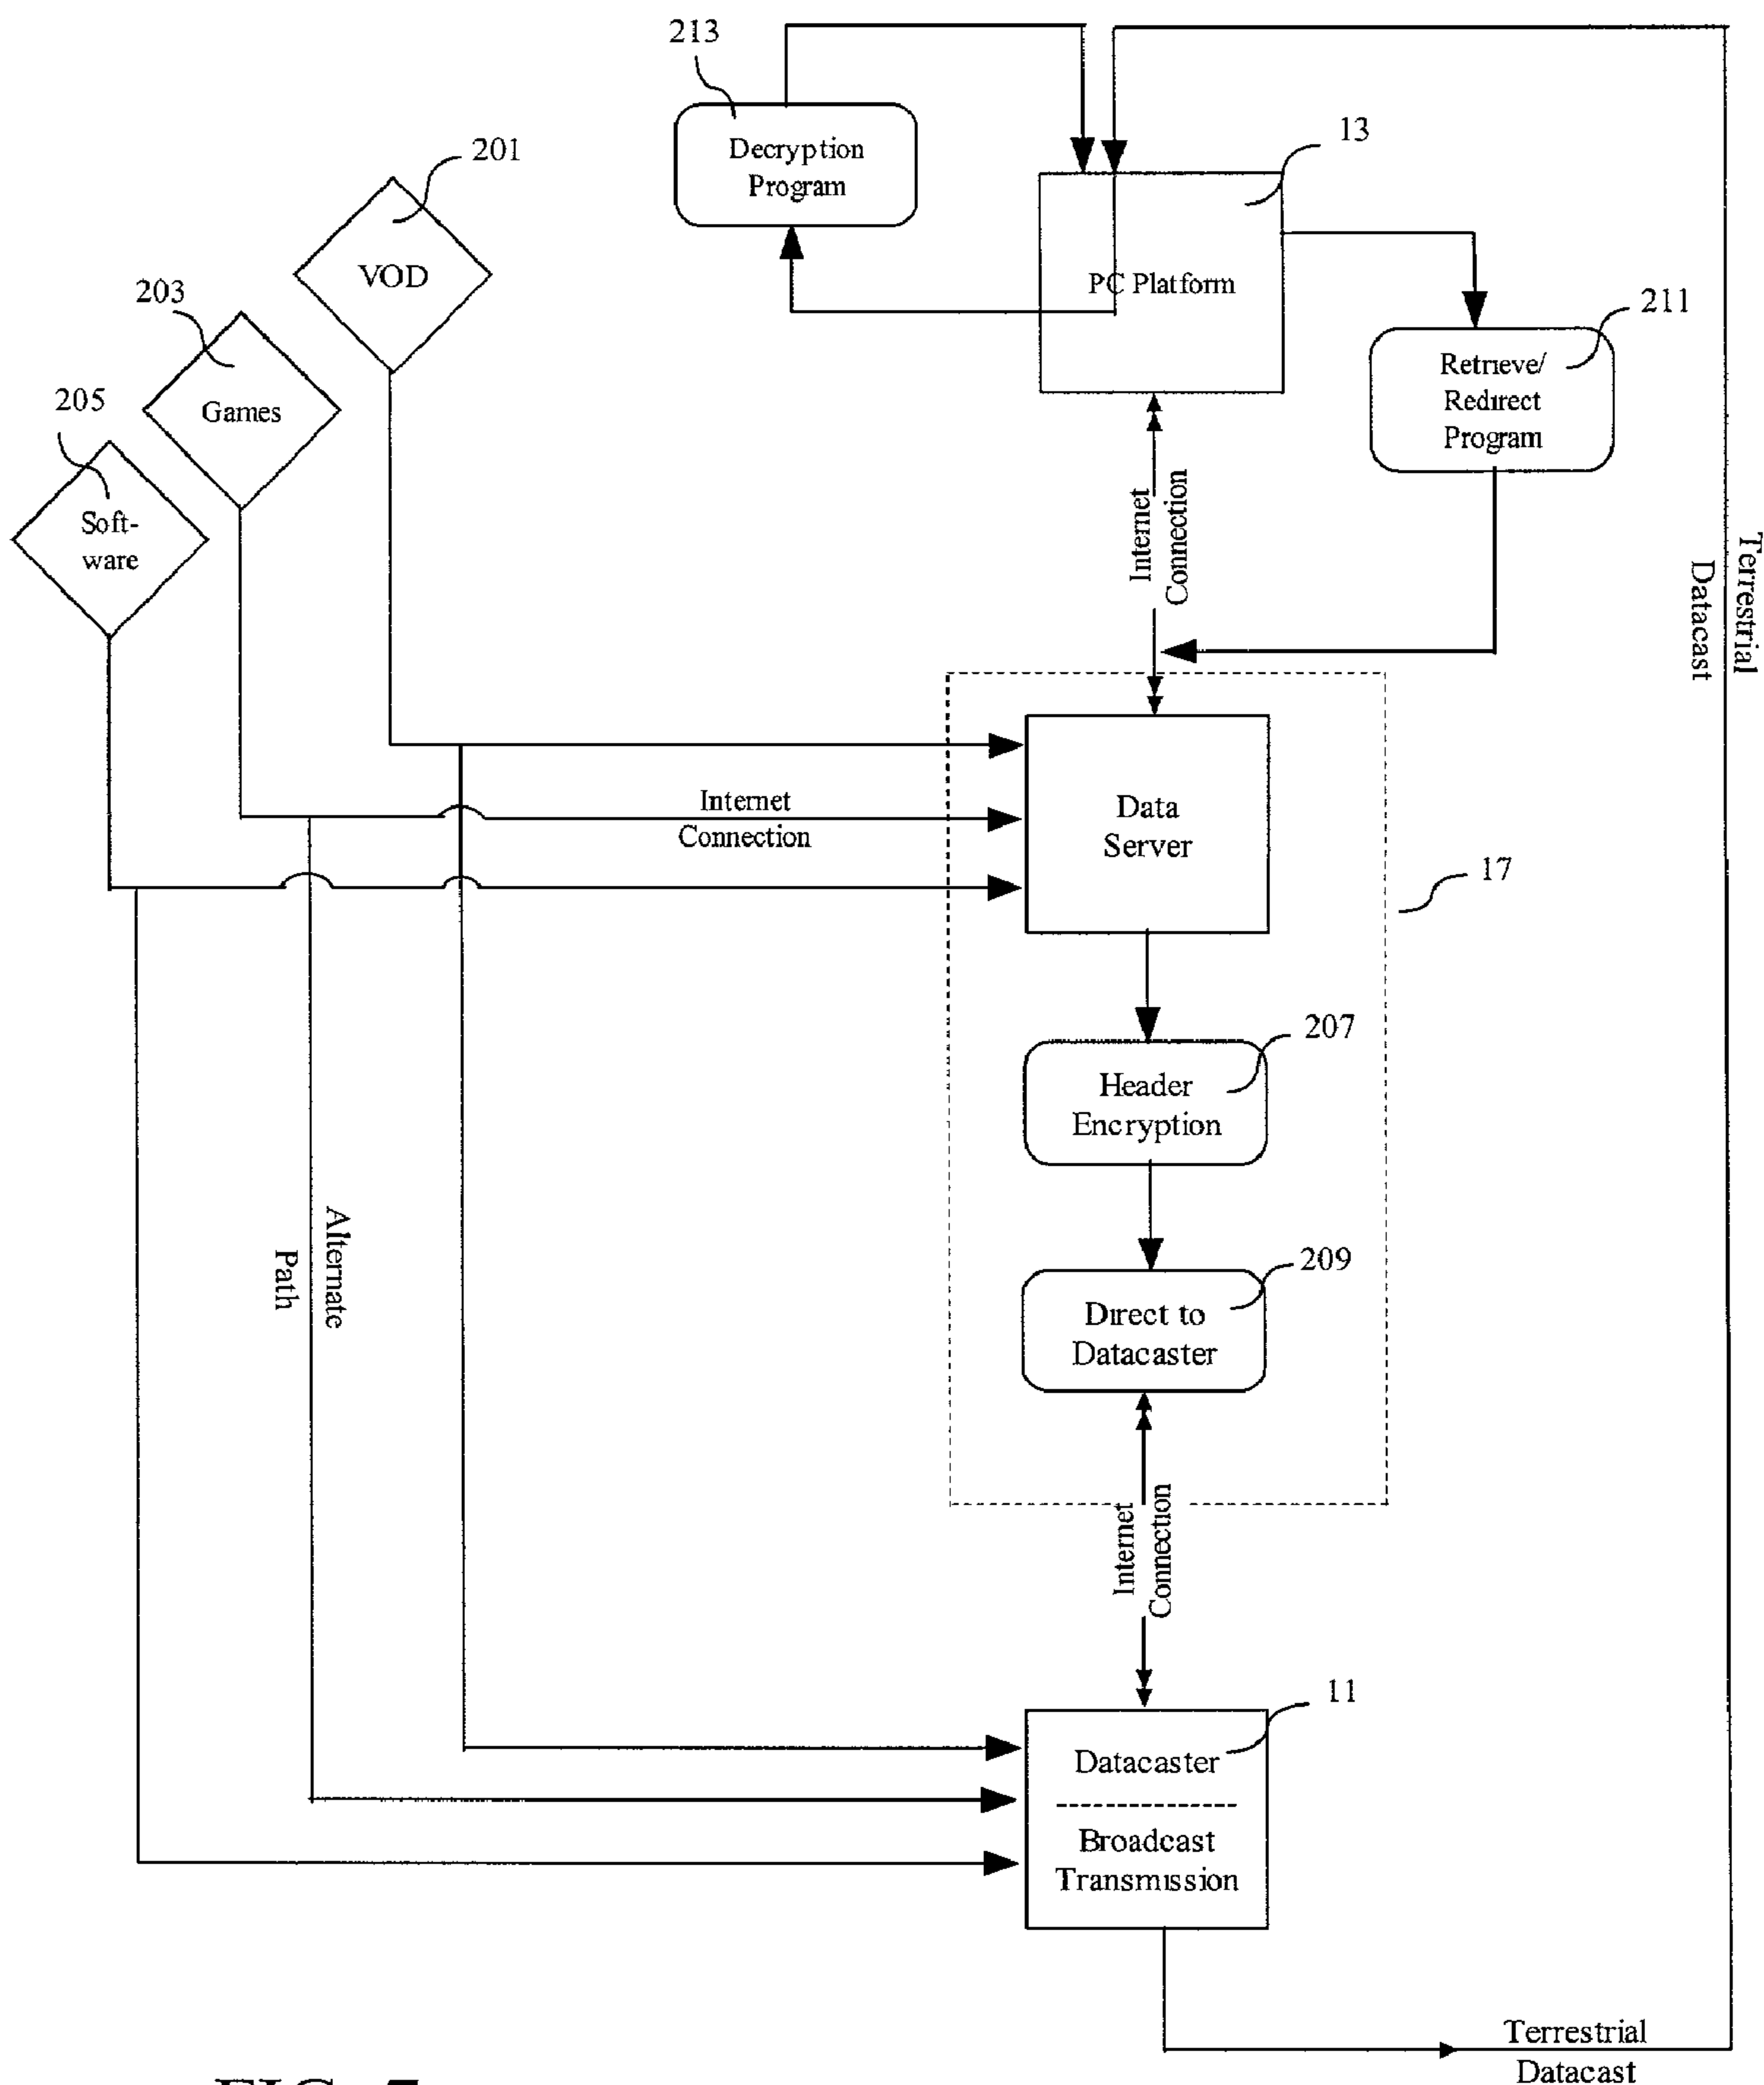 213
Decryption
Program
13
201
VOD
PC Platform
203
Games
211
Retrieve/
Redirect
Program
205
Soft-
ware
Internet
Connection
Terrestrial
Datacast
Internet
Connection
Data
Server
17
207
Header
Encryption
Alternate
Path
209
Direct to
Datacaster
Internet
Connection
11
Datacaster
Broadcast
Transmission
Terrestrial
Datacast